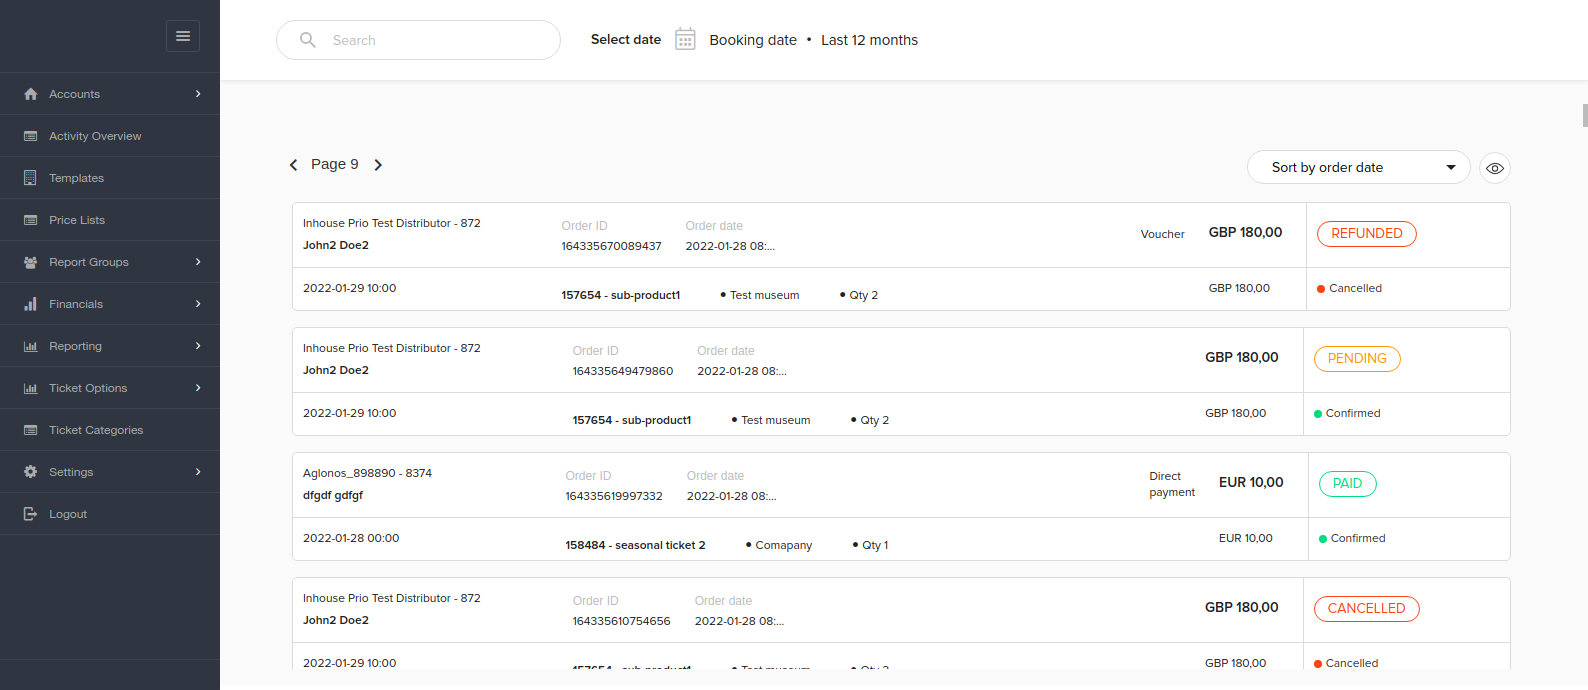 Search
Select date
Booking date • Last 12 months
Accounts
Activity Overview
Templates
Price Lists
Report Groups
Financials
Reporting
Ticket Options
Ticket Categories
Settings
Logout
Page 9
Sort by order date
Inhouse Prio Test Distributor - 872
John2 Doe2
Order ID
164335670089437
Order date
2022-01-28 08:...
Voucher
GBP 180,00
REFUNDED
2022-01-29 10:00
157654 - sub-product1
• Test museum
• Qty 2
GBP 180,00
Cancelled
Inhouse Prio Test Distributor - 872
John2 Doe2
Order ID
164335649479860
Order date
2022-01-28 08:...
GBP 180,00
PENDING
2022-01-29 10:00
157654 - sub-product1
• Test museum
• Qty 2
GBP 180,00
Confirmed
Aglonos_898890 - 8374
dfgdf gdfgf
Order ID
164335619997332
Order date
2022-01-28 08:...
Direct
payment
EUR 10,00
PAID
2022-01-28 00:00
158484 - seasonal ticket 2
• Comapany
• Qty 1
EUR 10,00
Confirmed
Inhouse Prio Test Distributor - 872
John2 Doe2
Order ID
164335610754656
Order date
2022-01-28 08:...
GBP 180,00
CANCELLED
2022-01-29 10:00
157654 - sub-product1
• Test museum
• Qty 2
GBP 180,00
Cancelled